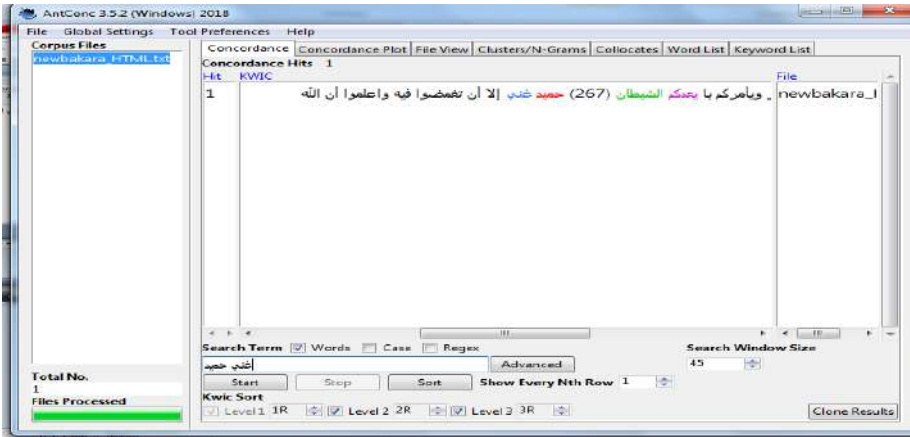 AntConc 3.5.2 (Windows) 2018
File Global Settings Tool Preferences Help
Corpus Files
newbakara_HTML.txt
Concordance Concordance Plot File View Clusters/N-Grams Collocates Word List Keyword List
Concordance Hits 1
Hit KWIC File
1 إلا أن تغمضوا فيه واعلموا أن الله غني حميد (267) الشيطان يعدكم ويأمركم با newbakara_
Search Term Words Case Regex Search Window Size
غني حميد Advanced 45
Total No.
1
Files Processed
Start Stop Sort Show Every Nth Row 1
Kwic Sort
Level 1 1R Level 2 2R Level 3 3R Clone Results